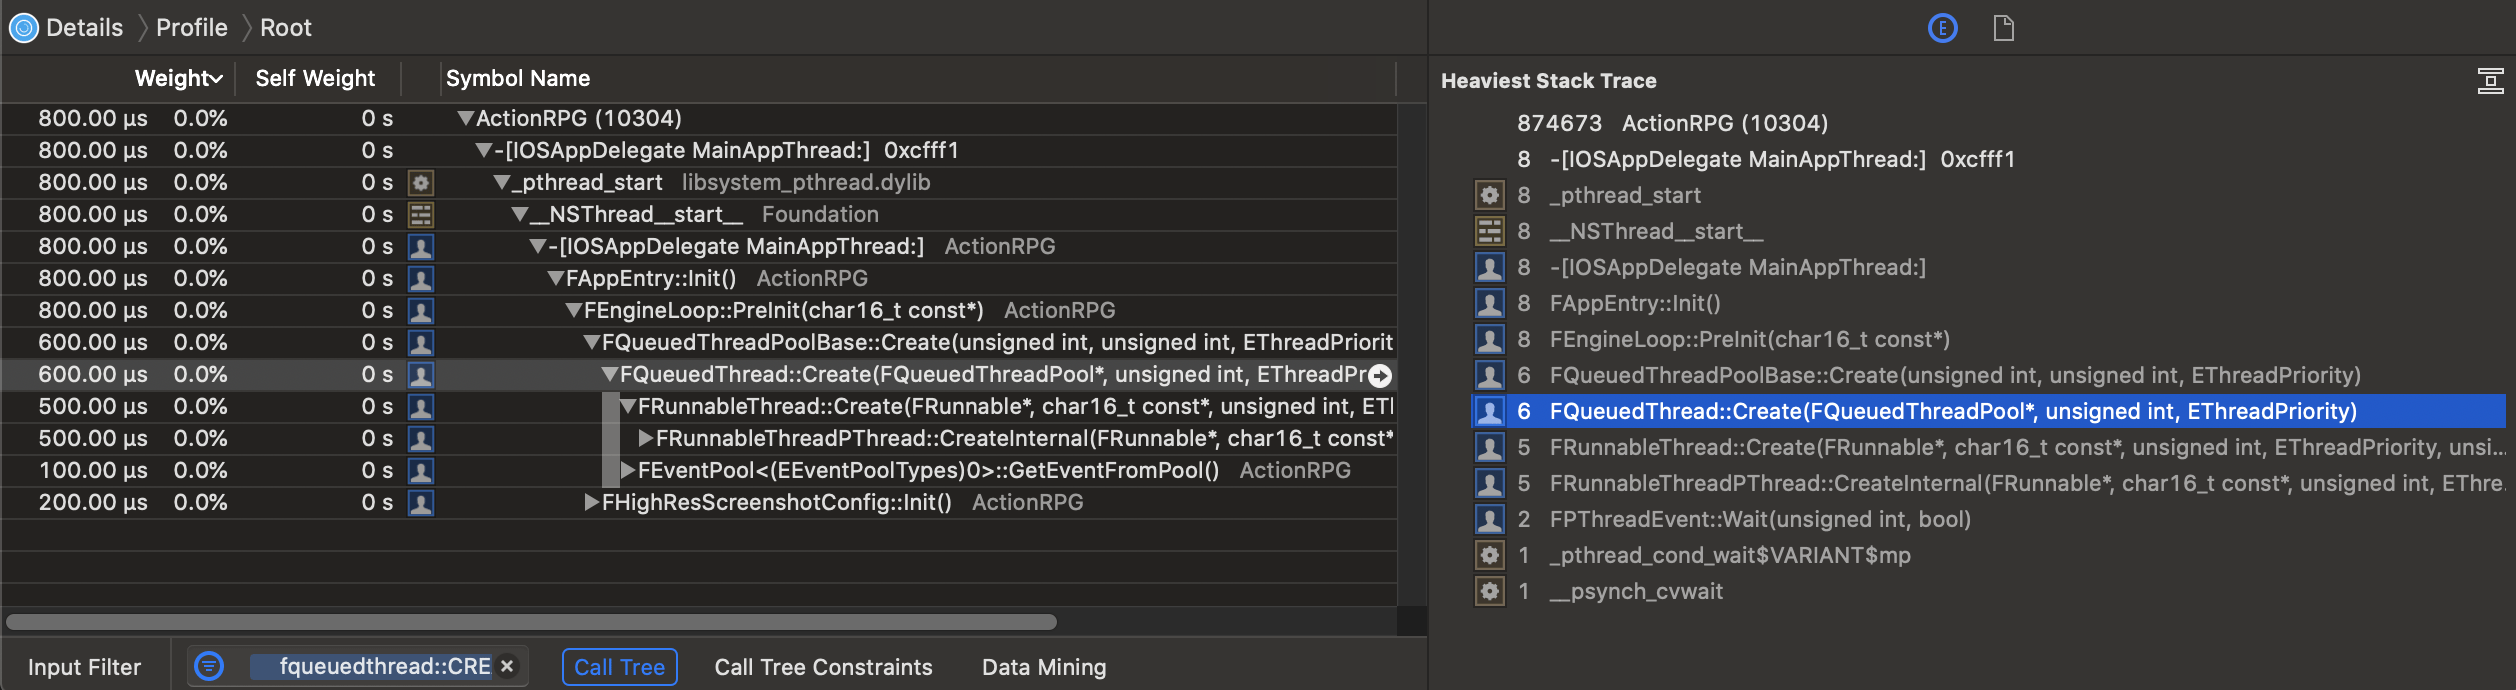 Details Profile Root
Weight Self Weight Symbol Name
800.00 µs 0.0% 0 s ActionRPG (10304)
800.00 µs 0.0% 0 s -[IOSAppDelegate MainAppThread:] 0xcfff1
800.00 µs 0.0% 0 s _pthread_start libsystem_pthread.dylib
800.00 µs 0.0% 0 s __NSThread__start__ Foundation
800.00 µs 0.0% 0 s -[IOSAppDelegate MainAppThread:] ActionRPG
800.00 µs 0.0% 0 s FAppEntry::Init() ActionRPG
800.00 µs 0.0% 0 s FEngineLoop::PreInit(char16_t const*) ActionRPG
600.00 µs 0.0% 0 s FQueuedThreadPoolBase::Create(unsigned int, unsigned int, EThreadPriorit
600.00 µs 0.0% 0 s FQueuedThread::Create(FQueuedThreadPool*, unsigned int, EThreadPr
500.00 µs 0.0% 0 s FRunnableThread::Create(FRunnable*, char16_t const*, unsigned int, ETh
500.00 µs 0.0% 0 s FRunnableThreadPThread::CreateInternal(FRunnable*, char16_t const*
100.00 µs 0.0% 0 s FEventPool<(EEventPoolTypes)0>::GetEventFromPool() ActionRPG
200.00 µs 0.0% 0 s FHighResScreenshotConfig::Init() ActionRPG
Input Filter fqueuedthread::CRE Call Tree Call Tree Constraints Data Mining
E
Heaviest Stack Trace
874673 ActionRPG (10304)
8 -[IOSAppDelegate MainAppThread:] 0xcfff1
8 _pthread_start
8 __NSThread__start__
8 -[IOSAppDelegate MainAppThread:]
8 FAppEntry::Init()
8 FEngineLoop::PreInit(char16_t const*)
6 FQueuedThreadPoolBase::Create(unsigned int, unsigned int, EThreadPriority)
6 FQueuedThread::Create(FQueuedThreadPool*, unsigned int, EThreadPriority)
5 FRunnableThread::Create(FRunnable*, char16_t const*, unsigned int, EThreadPriority, unsi...
5 FRunnableThreadPThread::CreateInternal(FRunnable*, char16_t const*, unsigned int, EThre.
2 FPThreadEvent::Wait(unsigned int, bool)
1 _pthread_cond_wait$VARIANT$mp
1 __psynch_cvwait